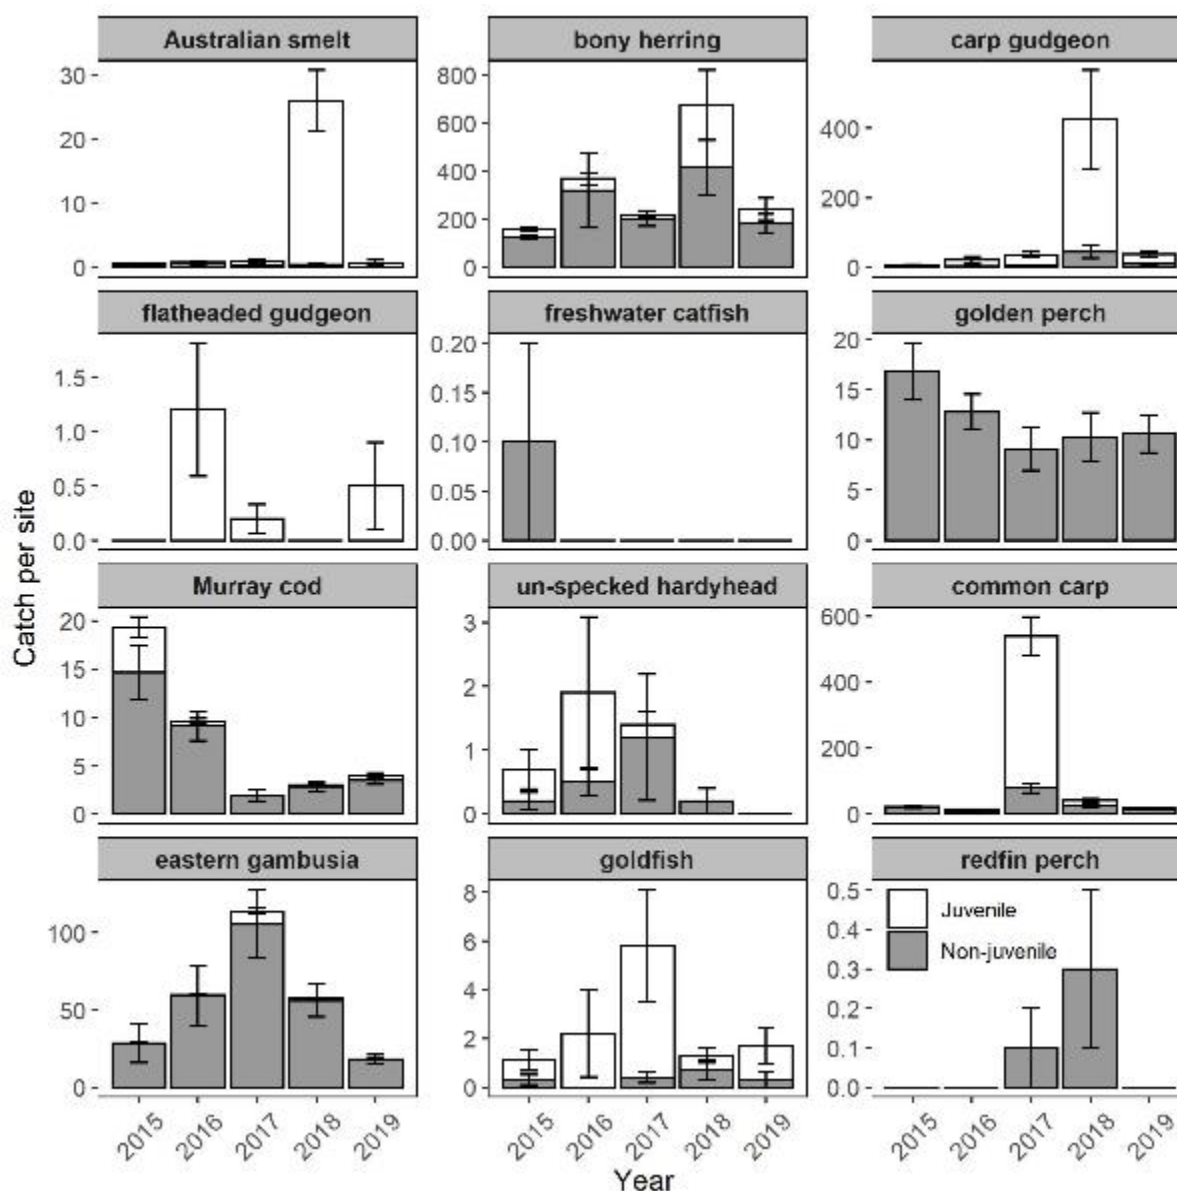 Australian smelt bony herring carp gudgeon
30 20 10 0
800 600 400 200 0
400 200 0
flatheaded gudgeon freshwater catfish golden perch
1.5 1.0 0.5 0.0
0.20 0.15 0.10 0.05 0.00
20 15 10 5 0
Catch per site
Murray cod un-specked hardyhead common carp
20 15 10 5 0
3 2 1 0
600 400 200 0
eastern gambusia goldfish redfin perch
100 50 0
8 6 4 2 0
0.5 0.4 0.3 0.2 0.1 0.0
Juvenile
Non-juvenile
2015 2016 2017 2018 2019 2015 2016 2017 2018 2019 2015 2016 2017 2018 2019
Year